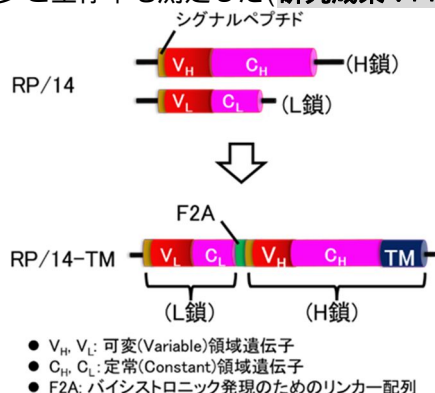 シグナルペプチド
VH CH (H鎖)
RP/14
VL CL (L鎖)
F2A
RP/14-TM VL CL VH CH TM
(L鎖) (H鎖)
● VH, VL: 可変(Variable)領域遺伝子
● CH, CL: 定常(Constant)領域遺伝子
● F2A: バイシストロニック発現のためのリンカー配列